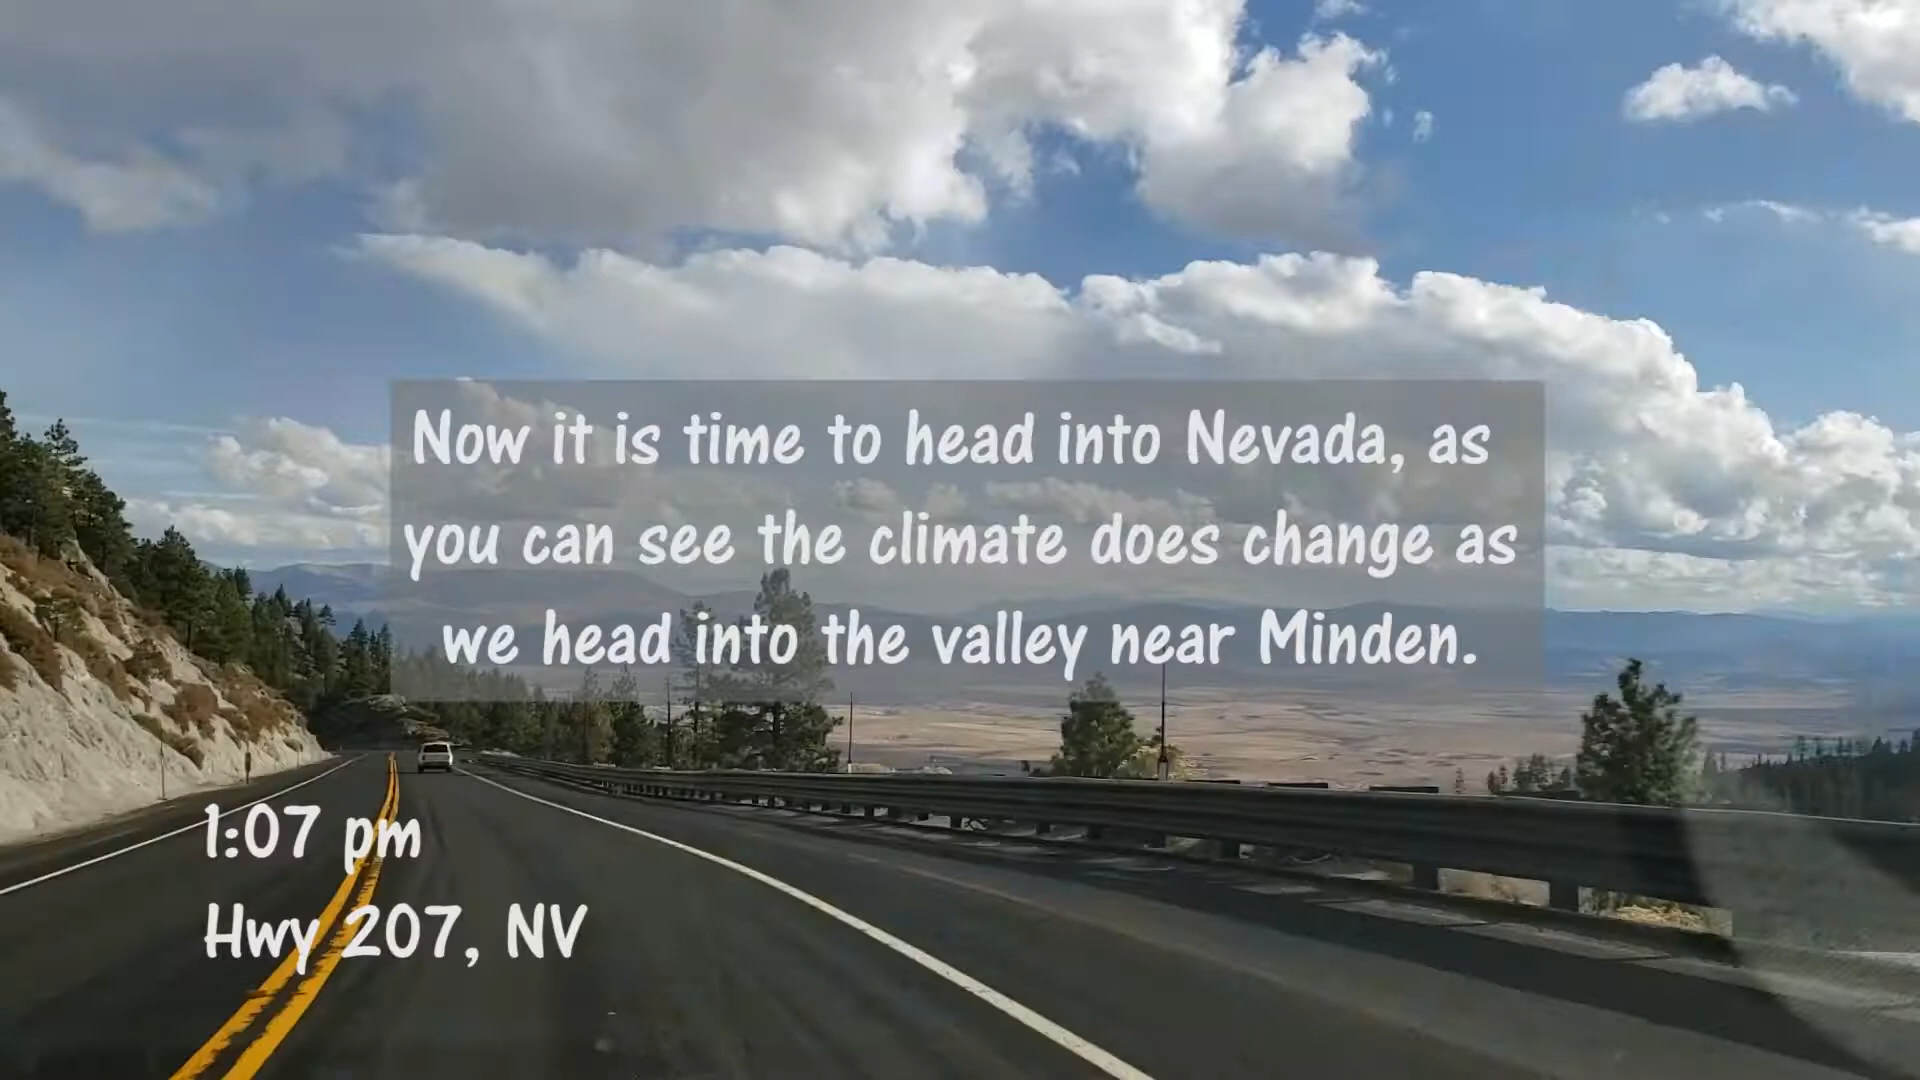 Now it is time to head into Nevada, as
you can see the climate does change as
we head into the valley near Minden.
1:07 pm
Hwy 207, NV